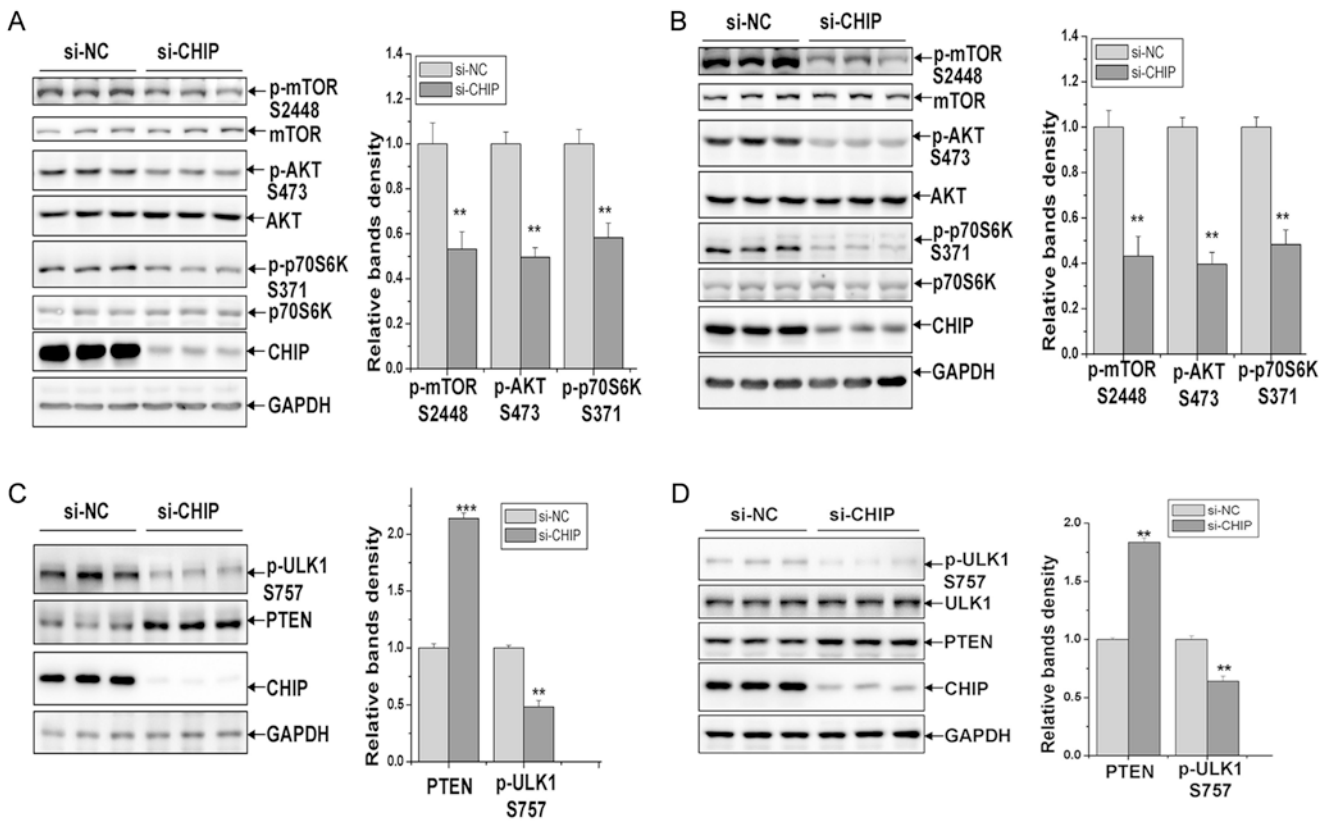 A
si-NC si-CHIP
p-mTOR
S2448
mTOR
p-AKT
S473
AKT
p-p70S6K
S371
p70S6K
CHIP
GAPDH
Relative bands density
1.4
1.2
1.0
0.8
0.6
0.4
0.2
0.0
si-NC
si-CHIP
** ** **
p-mTOR p-AKT p-p70S6K
S2448 S473 S371
B
si-NC si-CHIP
p-mTOR
S2448
mTOR
p-AKT
S473
AKT
p-p70S6K
S371
p70S6K
CHIP
GAPDH
Relative bands density
1.4
1.2
1.0
0.8
0.6
0.4
0.2
0.0
si-NC
si-CHIP
** ** **
p-mTOR p-AKT p-p70S6K
S2448 S473 S371
C
si-NC si-CHIP
p-ULK1
S757
PTEN
CHIP
GAPDH
Relative bands density
2.0
1.5
1.0
0.5
0.0
si-NC
si-CHIP
*** **
PTEN p-ULK1
S757
D
si-NC si-CHIP
p-ULK1
S757
ULK1
PTEN
CHIP
GAPDH
Relative bands density
2.0
1.5
1.0
0.5
0.0
si-NC
si-CHIP
** **
PTEN p-ULK1
S757